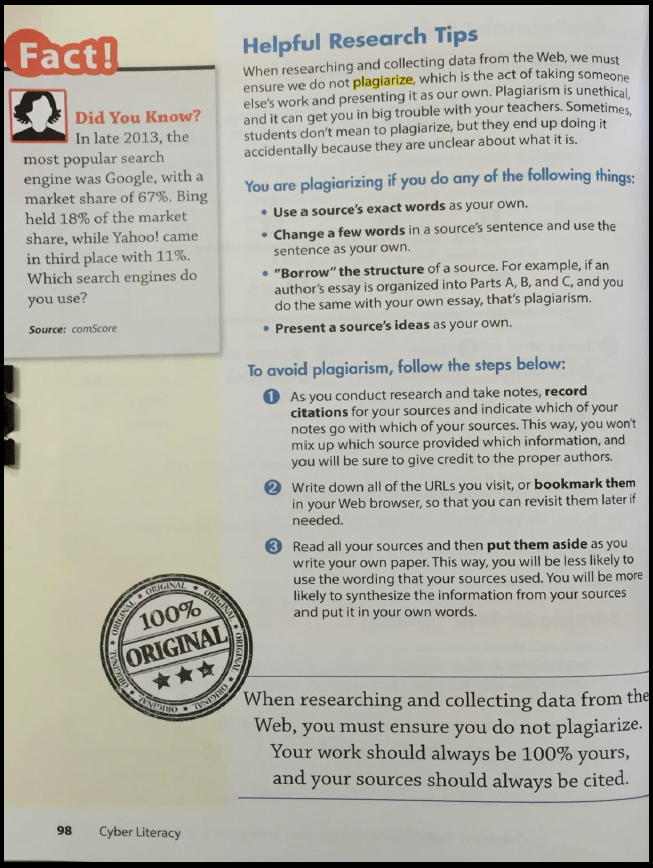 Fact!
Did You Know?
In late 2013, the
most popular search
engine was Google, with a
market share of 67%. Bing
held 18% of the market
share, while Yahoo! came
in third place with 11%.
Which search engines do
you use?
Source: comScore
Helpful Research Tips
When researching and collecting data from the Web, we must
ensure we do not plagiarize, which is the act of taking someone
else's work and presenting it as our own. Plagiarism is unethical,
and it can get you in big trouble with your teachers. Sometimes,
students don't mean to plagiarize, but they end up doing it
accidentally because they are unclear about what it is.
You are plagiarizing if you do any of the following things:
• Use a source's exact words as your own.
• Change a few words in a source's sentence and use the
sentence as your own.
• "Borrow" the structure of a source. For example, if an
author's essay is organized into Parts A, B, and C, and you
do the same with your own essay, that's plagiarism.
• Present a source's ideas as your own.
To avoid plagiarism, follow the steps below:
1 As you conduct research and take notes, record
citations for your sources and indicate which of your
notes go with which of your sources. This way, you won't
mix up which source provided which information, and
you will be sure to give credit to the proper authors.
2 Write down all of the URLs you visit, or bookmark them
in your Web browser, so that you can revisit them later if
needed.
3 Read all your sources and then put them aside as you
write your own paper. This way, you will be less likely to
use the wording that your sources used. You will be more
likely to synthesize the information from your sources
and put it in your own words.
ORIGINAL ★ ORIGINAL ★ ORIGINAL ★ ORIGINAL ★ ORIGINAL ★ ORIGINAL
100%
ORIGINAL
When researching and collecting data from the
Web, you must ensure you do not plagiarize.
Your work should always be 100% yours,
and your sources should always be cited.
98 Cyber Literacy